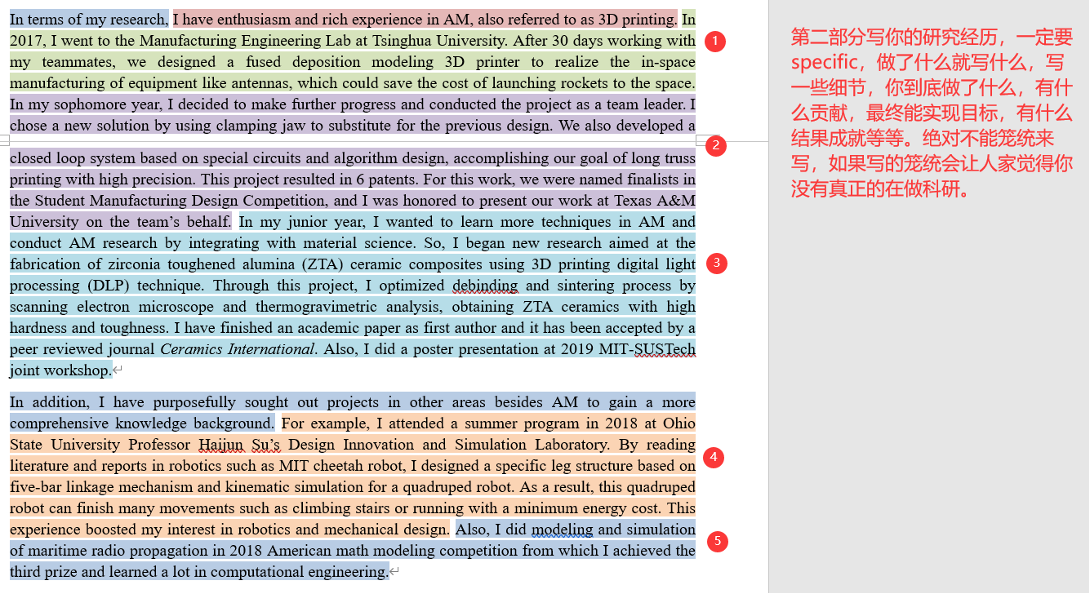 In terms of my research, I have enthusiasm and rich experience in AM, also referred to as 3D printing. In
2017, I went to the Manufacturing Engineering Lab at Tsinghua University. After 30 days working with
my teammates, we designed a fused deposition modeling 3D printer to realize the in-space
manufacturing of equipment like antennas, which could save the cost of launching rockets to the space.
In my sophomore year, I decided to make further progress and conducted the project as a team leader. I
chose a new solution by using clamping jaw to substitute for the previous design. We also developed a
closed loop system based on special circuits and algorithm design, accomplishing our goal of long truss
printing with high precision. This project resulted in 6 patents. For this work, we were named finalists in
the Student Manufacturing Design Competition, and I was honored to present our work at Texas A&M
University on the team's behalf. In my junior year, I wanted to learn more techniques in AM and
conduct AM research by integrating with material science. So, I began new research aimed at the
fabrication of zirconia toughened alumina (ZTA) ceramic composites using 3D printing digital light
processing (DLP) technique. Through this project, I optimized debinding and sintering process by
scanning electron microscope and thermogravimetric analysis, obtaining ZTA ceramics with high
hardness and toughness. I have finished an academic paper as first author and it has been accepted by a
peer reviewed journal Ceramics International. Also, I did a poster presentation at 2019 MIT-SUSTech
joint workshop.
In addition, I have purposefully sought out projects in other areas besides AM to gain a more
comprehensive knowledge background. For example, I attended a summer program in 2018 at Ohio
State University Professor Haijun Su's Design Innovation and Simulation Laboratory. By reading
literature and reports in robotics such as MIT cheetah robot, I designed a specific leg structure based on
five-bar linkage mechanism and kinematic simulation for a quadruped robot. As a result, this quadruped
robot can finish many movements such as climbing stairs or running with a minimum energy cost. This
experience boosted my interest in robotics and mechanical design. Also, I did modeling and simulation
of maritime radio propagation in 2018 American math modeling competition from which I achieved the
third prize and learned a lot in computational engineering.
1
2
3
4
5
第二部分写你的研究经历，一定要
specific，做了什么就写什么，写
一些细节，你到底做了什么，有什
么贡献，最终能实现目标，有什么
结果成就等等。绝对不能笼统来
写，如果写的笼统会让人家觉得你
没有真正的在做科研。